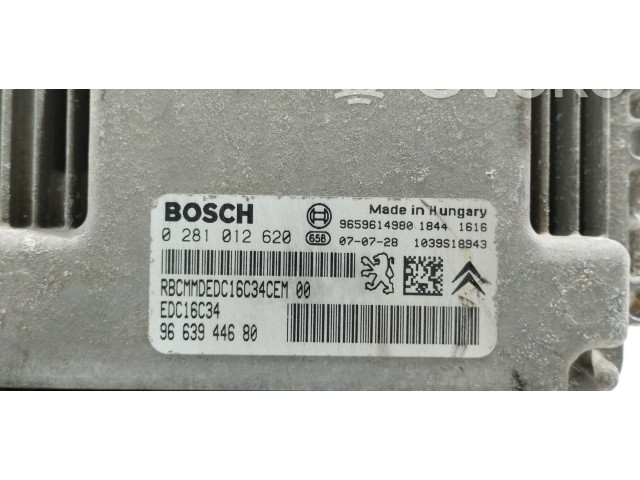 BOSCH
Made in Hungary
0 281 012 620
9659614980 1844 1616
658 07-07-28 1039S18943
RBCMMDEDC16C34CEM 00
EDC16C34
96 639 446 80